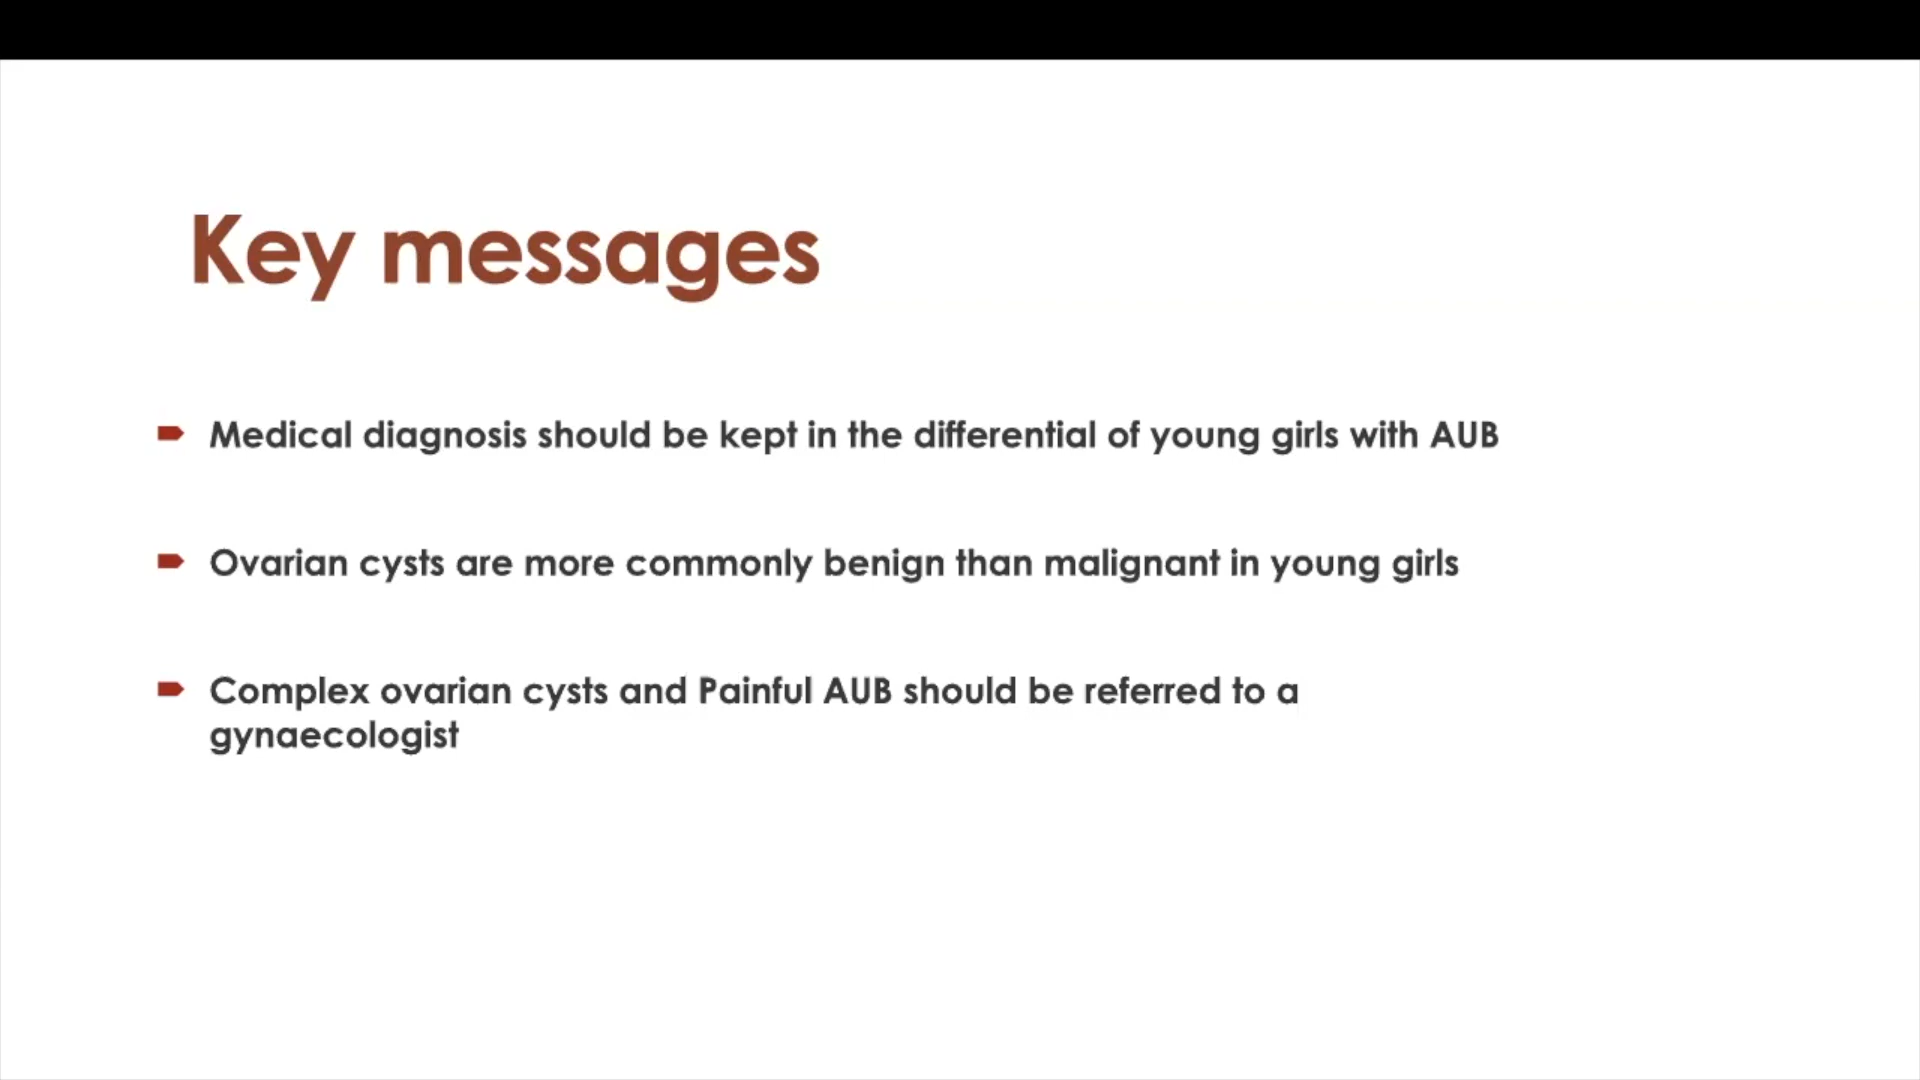 Key messages
Medical diagnosis should be kept in the differential of young girls with AUB
Ovarian cysts are more commonly benign than malignant in young girls
Complex ovarian cysts and Painful AUB should be referred to a
gynaecologist